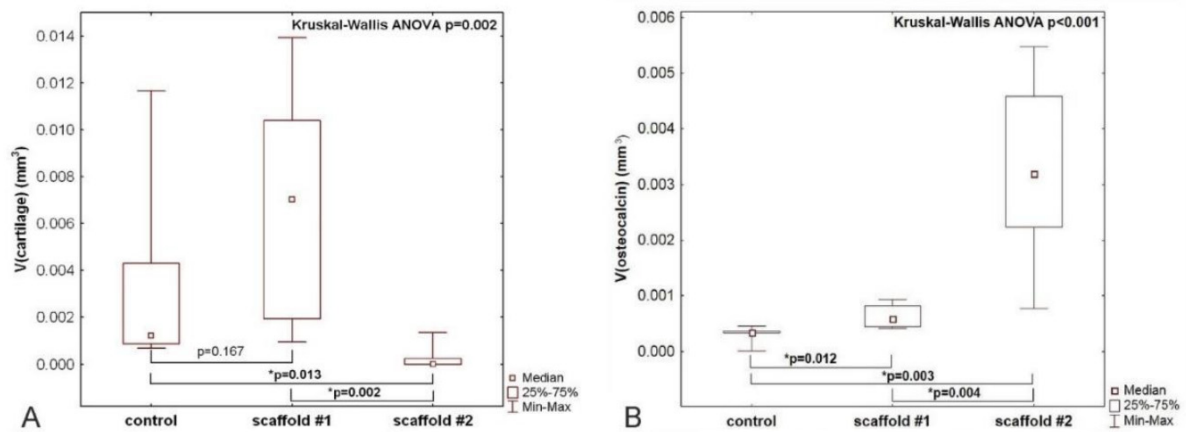 Kruskal-Wallis ANOVA p=0.002
0.014
0.012
0.010
0.008
0.006
0.004
0.002
0.000
V(cartilage) (mm³)
p=0.167
*p=0.013
*p=0.002
control
scaffold #1
scaffold #2
Median
25%-75%
Min-Max
A
Kruskal-Wallis ANOVA p<0.001
0.006
0.005
0.004
0.003
0.002
0.001
0.000
V(osteocalcin) (mm³)
*p=0.012
*p=0.003
*p=0.004
control
scaffold #1
scaffold #2
Median
25%-75%
Min-Max
B